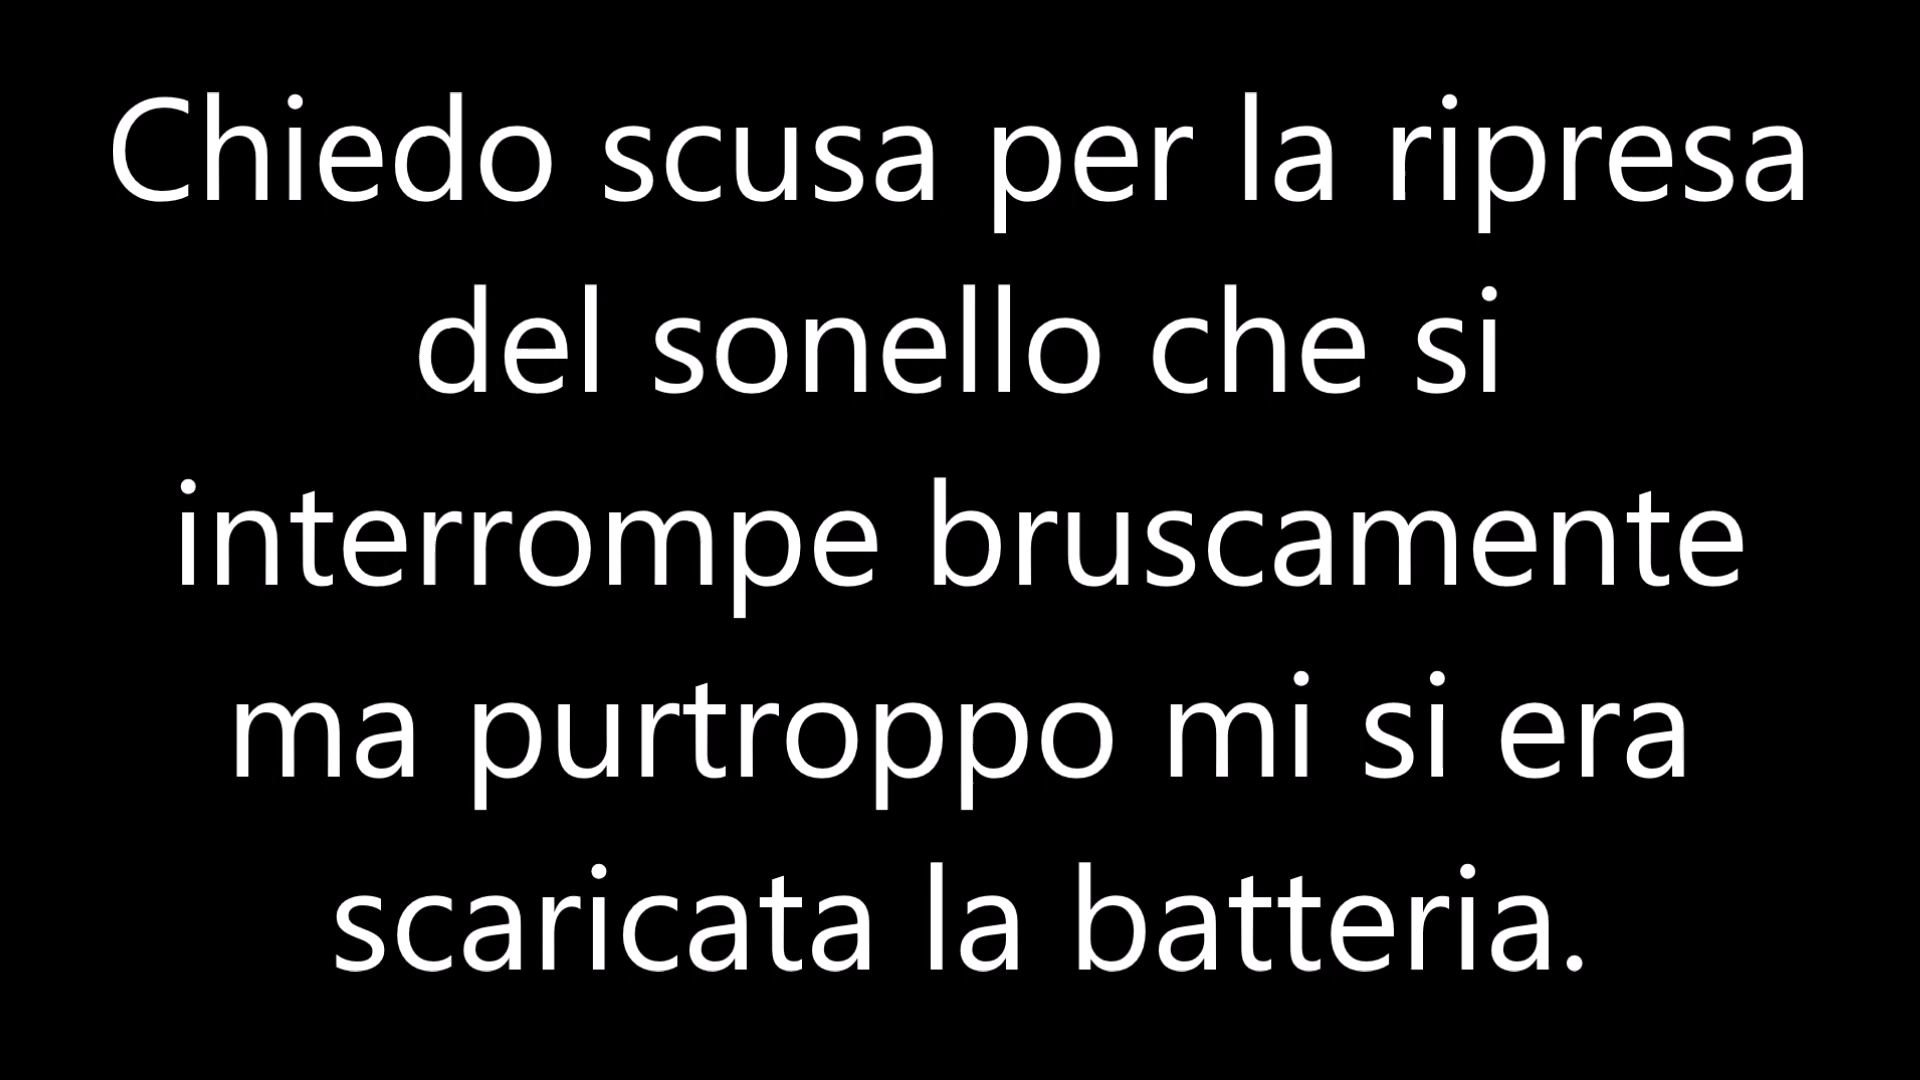 Chiedo scusa per la ripresa
del sonello che si
interrompe bruscamente
ma purtroppo mi si era
scaricata la batteria.